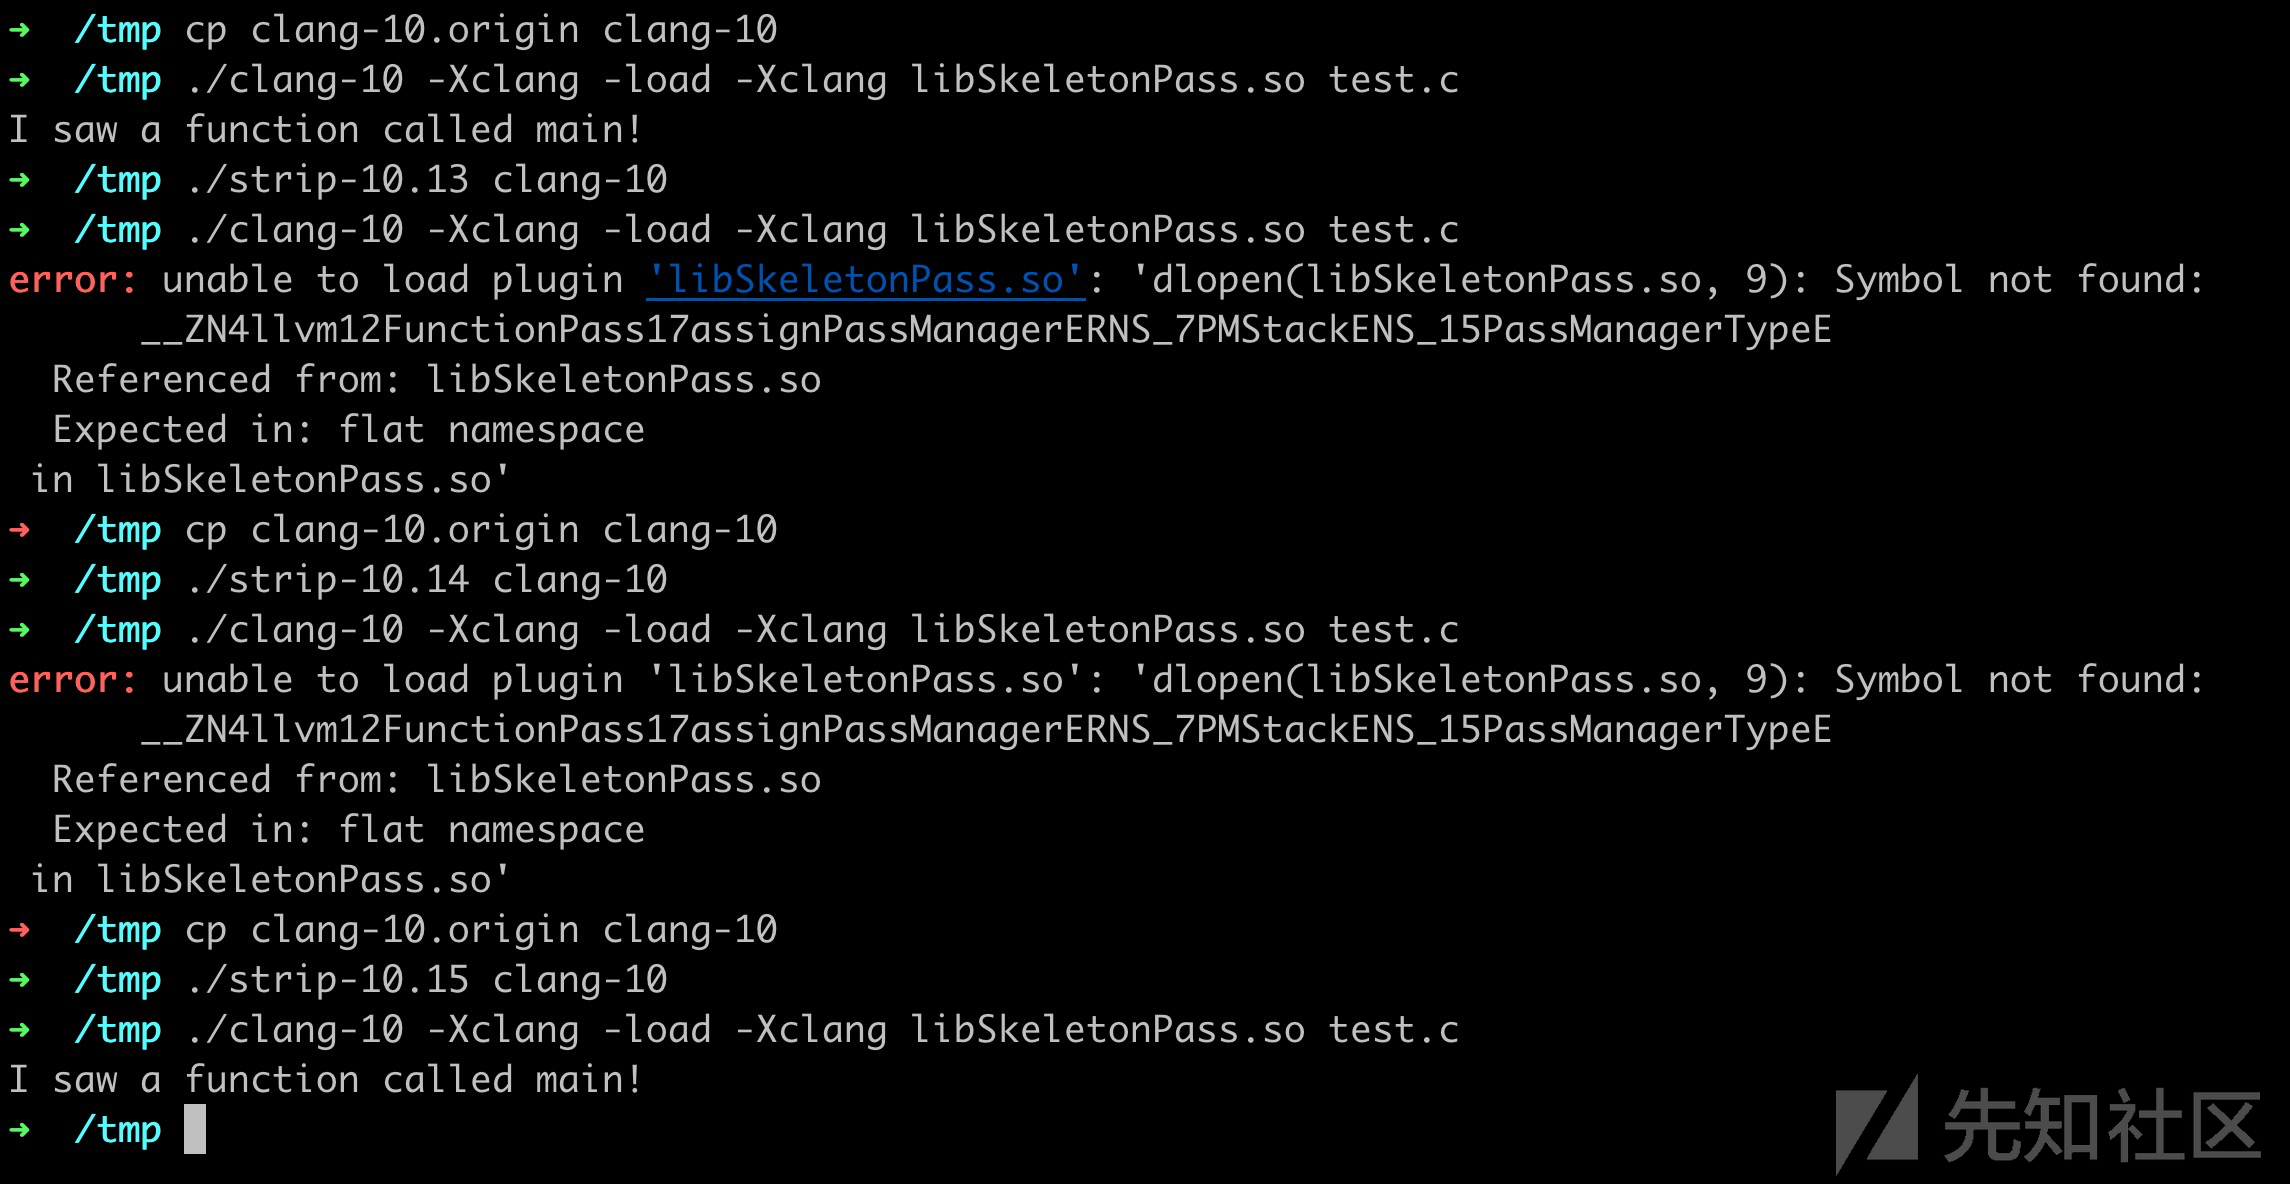 ➜  /tmp cp clang-10.origin clang-10
➜  /tmp ./clang-10 -Xclang -load -Xclang libSkeletonPass.so test.c
I saw a function called main!
➜  /tmp ./strip-10.13 clang-10
➜  /tmp ./clang-10 -Xclang -load -Xclang libSkeletonPass.so test.c
error: unable to load plugin 'libSkeletonPass.so': 'dlopen(libSkeletonPass.so, 9): Symbol not found:
      __ZN4llvm12FunctionPass17assignPassManagerERNS_7PMStackENS_15PassManagerTypeE
  Referenced from: libSkeletonPass.so
  Expected in: flat namespace
 in libSkeletonPass.so'
➜  /tmp cp clang-10.origin clang-10
➜  /tmp ./strip-10.14 clang-10
➜  /tmp ./clang-10 -Xclang -load -Xclang libSkeletonPass.so test.c
error: unable to load plugin 'libSkeletonPass.so': 'dlopen(libSkeletonPass.so, 9): Symbol not found:
      __ZN4llvm12FunctionPass17assignPassManagerERNS_7PMStackENS_15PassManagerTypeE
  Referenced from: libSkeletonPass.so
  Expected in: flat namespace
 in libSkeletonPass.so'
➜  /tmp cp clang-10.origin clang-10
➜  /tmp ./strip-10.15 clang-10
➜  /tmp ./clang-10 -Xclang -load -Xclang libSkeletonPass.so test.c
I saw a function called main!
➜  /tmp
先知社区